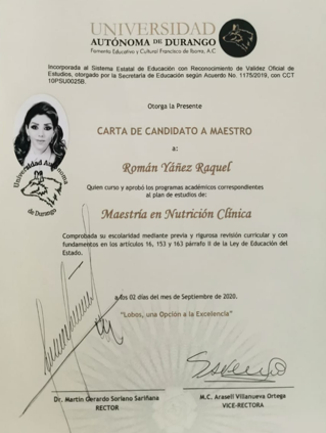 UNIVERSIDAD
AUTÓNOMA DE DURANGO
Fomento Educativo y Cultural Francisco de Ibarra, A.C
Incorporada al Sistema Estatal de Educación con Reconocimiento de Validez Oficial de
Estudios, otorgado por la Secretaría de Educación según Acuerdo No. 1175/2019, con CCT
10PSU0025B.
Otorga la Presente
CARTA DE CANDIDATO A MAESTRO
a:
Román Yáñez Raquel
Quien curso y aprobó los programas académicos correspondientes
al plan de estudios de:
Maestría en Nutrición Clínica
Universidad Autónoma
de Durango
Comprobada su escolaridad mediante previa y rigurosa revisión curricular y con
fundamentos en los artículos 16, 153 y 163 párrafo II de la Ley de Educación del
Estado.
a los 02 días del mes de Septiembre de 2020.
"Lobos, una Opción a la Excelencia"
Dr. Martin Gerardo Soriano Sariñana
RECTOR
M.C. Araseli Villanueva Ortega
VICE-RECTORA